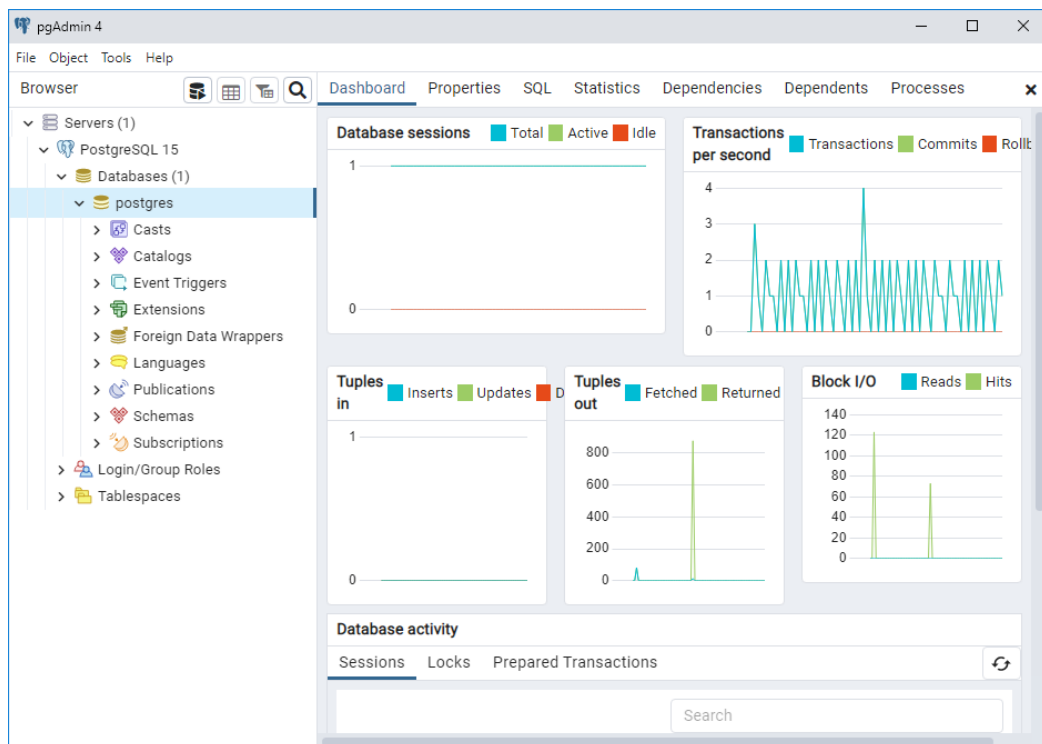 pgAdmin 4
File Object Tools Help
Browser
Dashboard Properties SQL Statistics Dependencies Dependents Processes
Servers (1)
PostgreSQL 15
Databases (1)
postgres
Casts
Catalogs
Event Triggers
Extensions
Foreign Data Wrappers
Languages
Publications
Schemas
Subscriptions
Login/Group Roles
Tablespaces
Database sessions Total Active Idle
1
0
Transactions per second Transactions Commits Rollb
4
3
2
1
0
Tuples in Inserts Updates D
1
0
Tuples out Fetched Returned
800
600
400
200
0
Block I/O Reads Hits
140
120
100
80
60
40
20
0
Database activity
Sessions Locks Prepared Transactions
Search